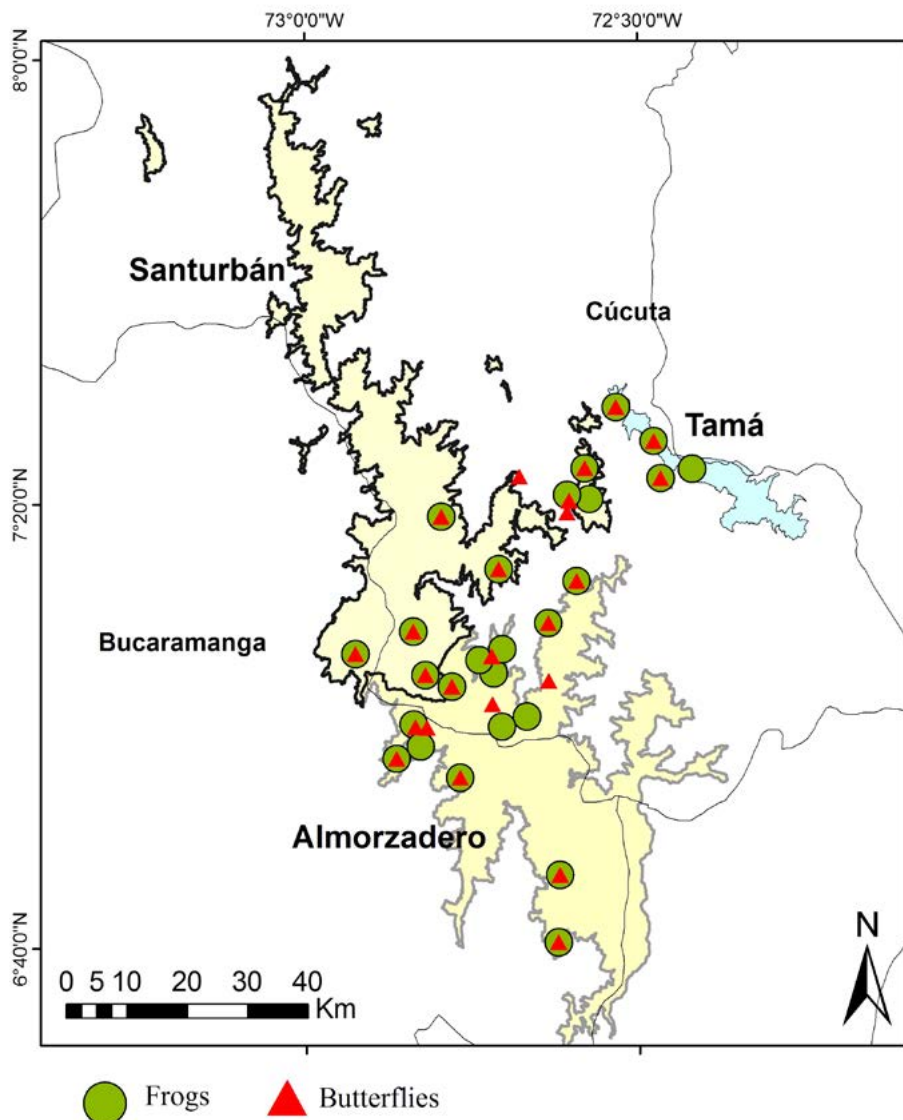 73°0'0"W
72°30'0"W
8°0'0"N
Santurbán
Cúcuta
Tamá
7°20'0"N
Bucaramanga
Almorzadero
6°40'0"N
N
0 5 10 20 30 40
Km
Frogs
Butterflies